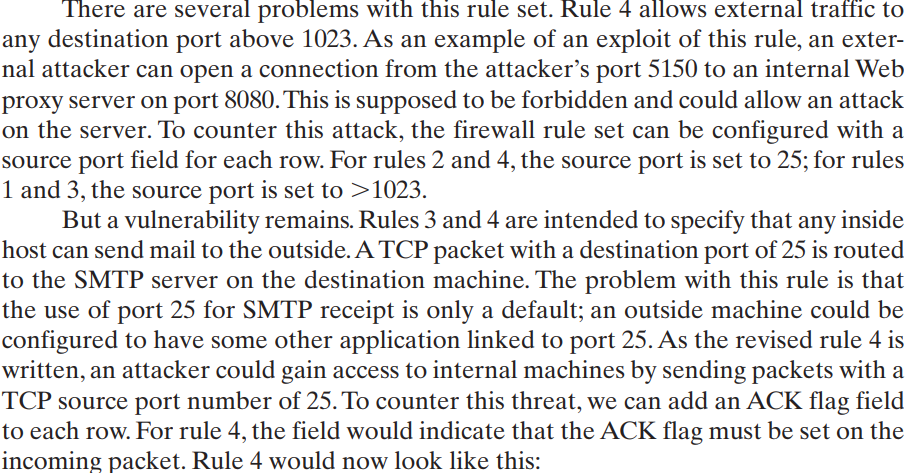 There are several problems with this rule set. Rule 4 allows external traffic to
any destination port above 1023. As an example of an exploit of this rule, an exter-
nal attacker can open a connection from the attacker’s port 5150 to an internal Web
proxy server on port 8080. This is supposed to be forbidden and could allow an attack
on the server. To counter this attack, the firewall rule set can be configured with a
source port field for each row. For rules 2 and 4, the source port is set to 25; for rules
1 and 3, the source port is set to >1023.
But a vulnerability remains. Rules 3 and 4 are intended to specify that any inside
host can send mail to the outside. A TCP packet with a destination port of 25 is routed
to the SMTP server on the destination machine. The problem with this rule is that
the use of port 25 for SMTP receipt is only a default; an outside machine could be
configured to have some other application linked to port 25. As the revised rule 4 is
written, an attacker could gain access to internal machines by sending packets with a
TCP source port number of 25. To counter this threat, we can add an ACK flag field
to each row. For rule 4, the field would indicate that the ACK flag must be set on the
incoming packet. Rule 4 would now look like this: